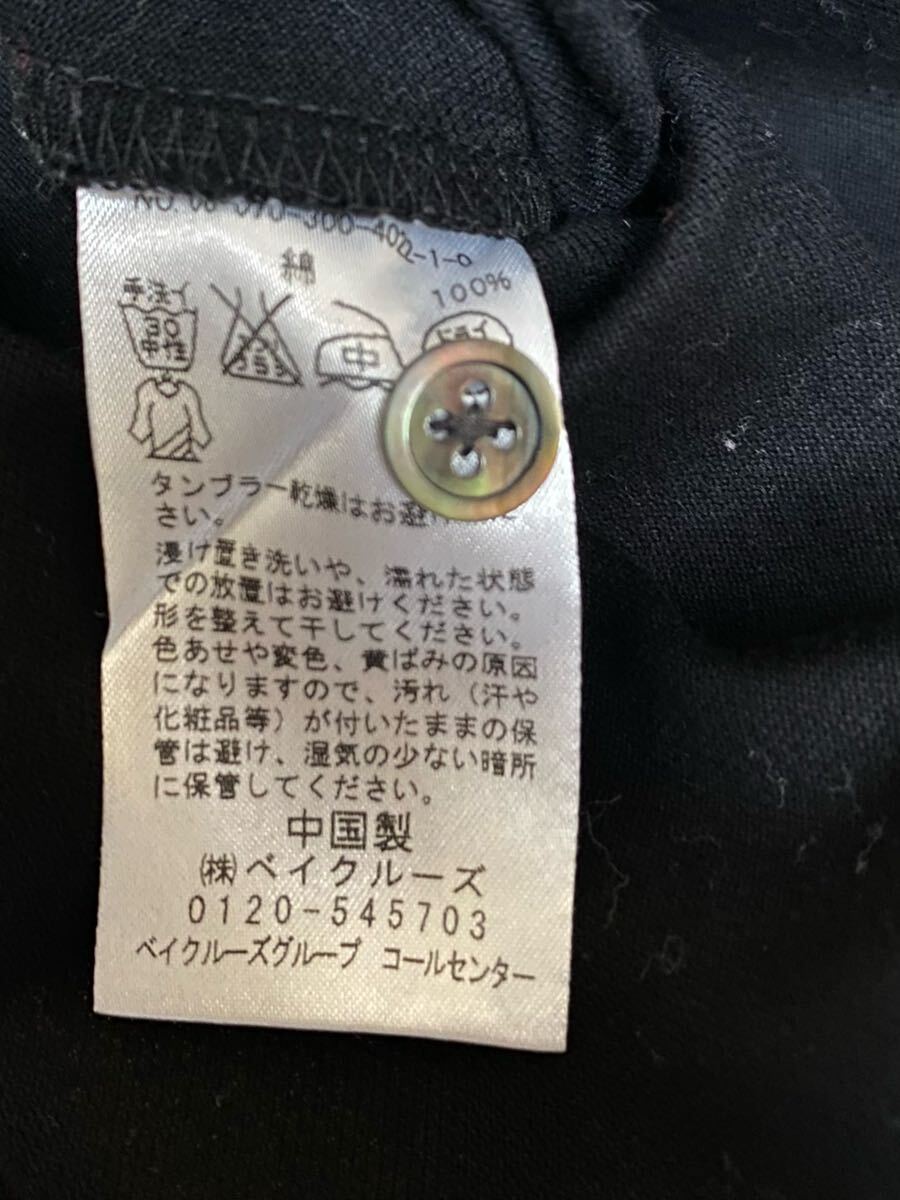 綿
100%
手洗イ
30
中性
エンソ
サラシ
中
ドライ
タンブラー乾燥はお避け
さい。
浸け置き洗いや、濡れた状態
での放置はお避けください。
形を整えて干してください。
色あせや変色、黄ばみの原因
になりますので、汚れ（汗や
化粧品等）が付いたままの保
管は避け、湿気の少ない暗所
に保管してください。
中国製
㈱ベイクルーズ
0120-545703
ベイクルーズグループ コールセンター